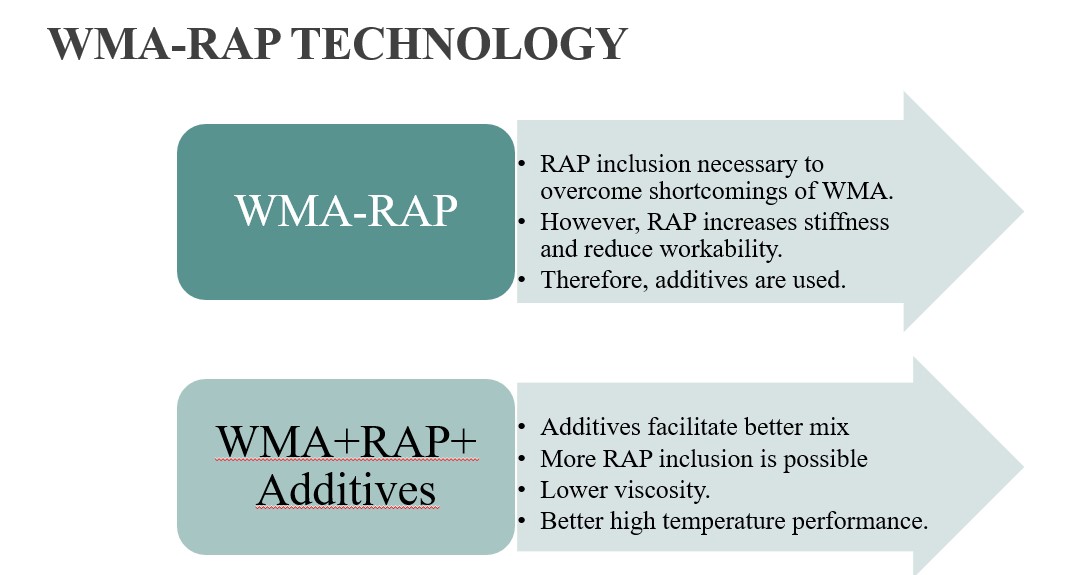 WMA-RAP TECHNOLOGY
WMA-RAP
• RAP inclusion necessary to
overcome shortcomings of WMA.
• However, RAP increases stiffness
and reduce workability.
• Therefore, additives are used.
WMA+RAP+
Additives
• Additives facilitate better mix
• More RAP inclusion is possible
• Lower viscosity.
• Better high temperature performance.